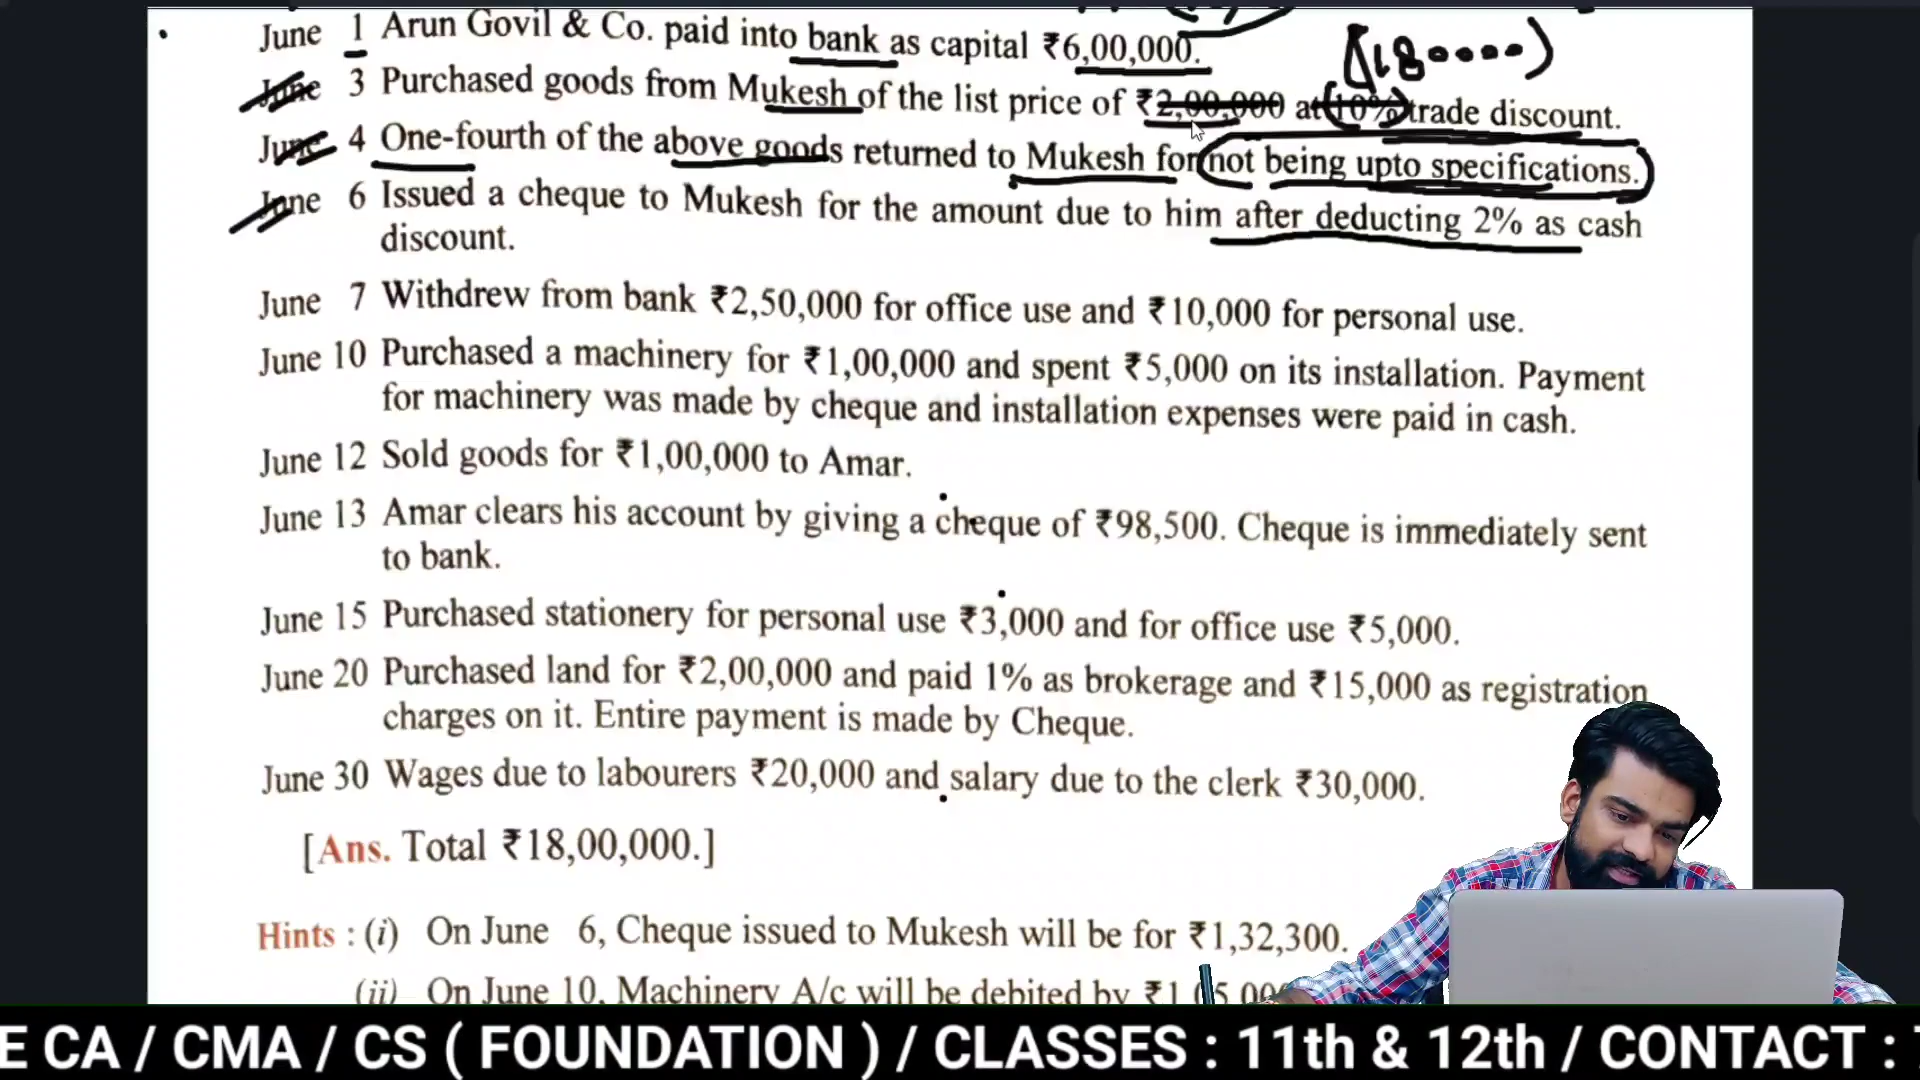 June 1 Arun Govil & Co. paid into bank as capital ₹6,00,000.
(180000)
June 3 Purchased goods from Mukesh of the list price of ₹2,00,000 at (10%) trade discount.
June 4 One-fourth of the above goods returned to Mukesh for not being upto specifications.
June 6 Issued a cheque to Mukesh for the amount due to him after deducting 2% as cash
discount.
June 7 Withdrew from bank ₹2,50,000 for office use and ₹10,000 for personal use.
June 10 Purchased a machinery for ₹1,00,000 and spent ₹5,000 on its installation. Payment
for machinery was made by cheque and installation expenses were paid in cash.
June 12 Sold goods for ₹1,00,000 to Amar.
June 13 Amar clears his account by giving a cheque of ₹98,500. Cheque is immediately sent
to bank.
June 15 Purchased stationery for personal use ₹3,000 and for office use ₹5,000.
June 20 Purchased land for ₹2,00,000 and paid 1% as brokerage and ₹15,000 as registration
charges on it. Entire payment is made by Cheque.
June 30 Wages due to labourers ₹20,000 and salary due to the clerk ₹30,000.
[Ans. Total ₹18,00,000.]
Hints : (i) On June 6, Cheque issued to Mukesh will be for ₹1,32,300.
(ii) On June 10, Machinery A/c will be debited by
E CA / CMA / CS ( FOUNDATION ) / CLASSES : 11th & 12th / CONTACT :